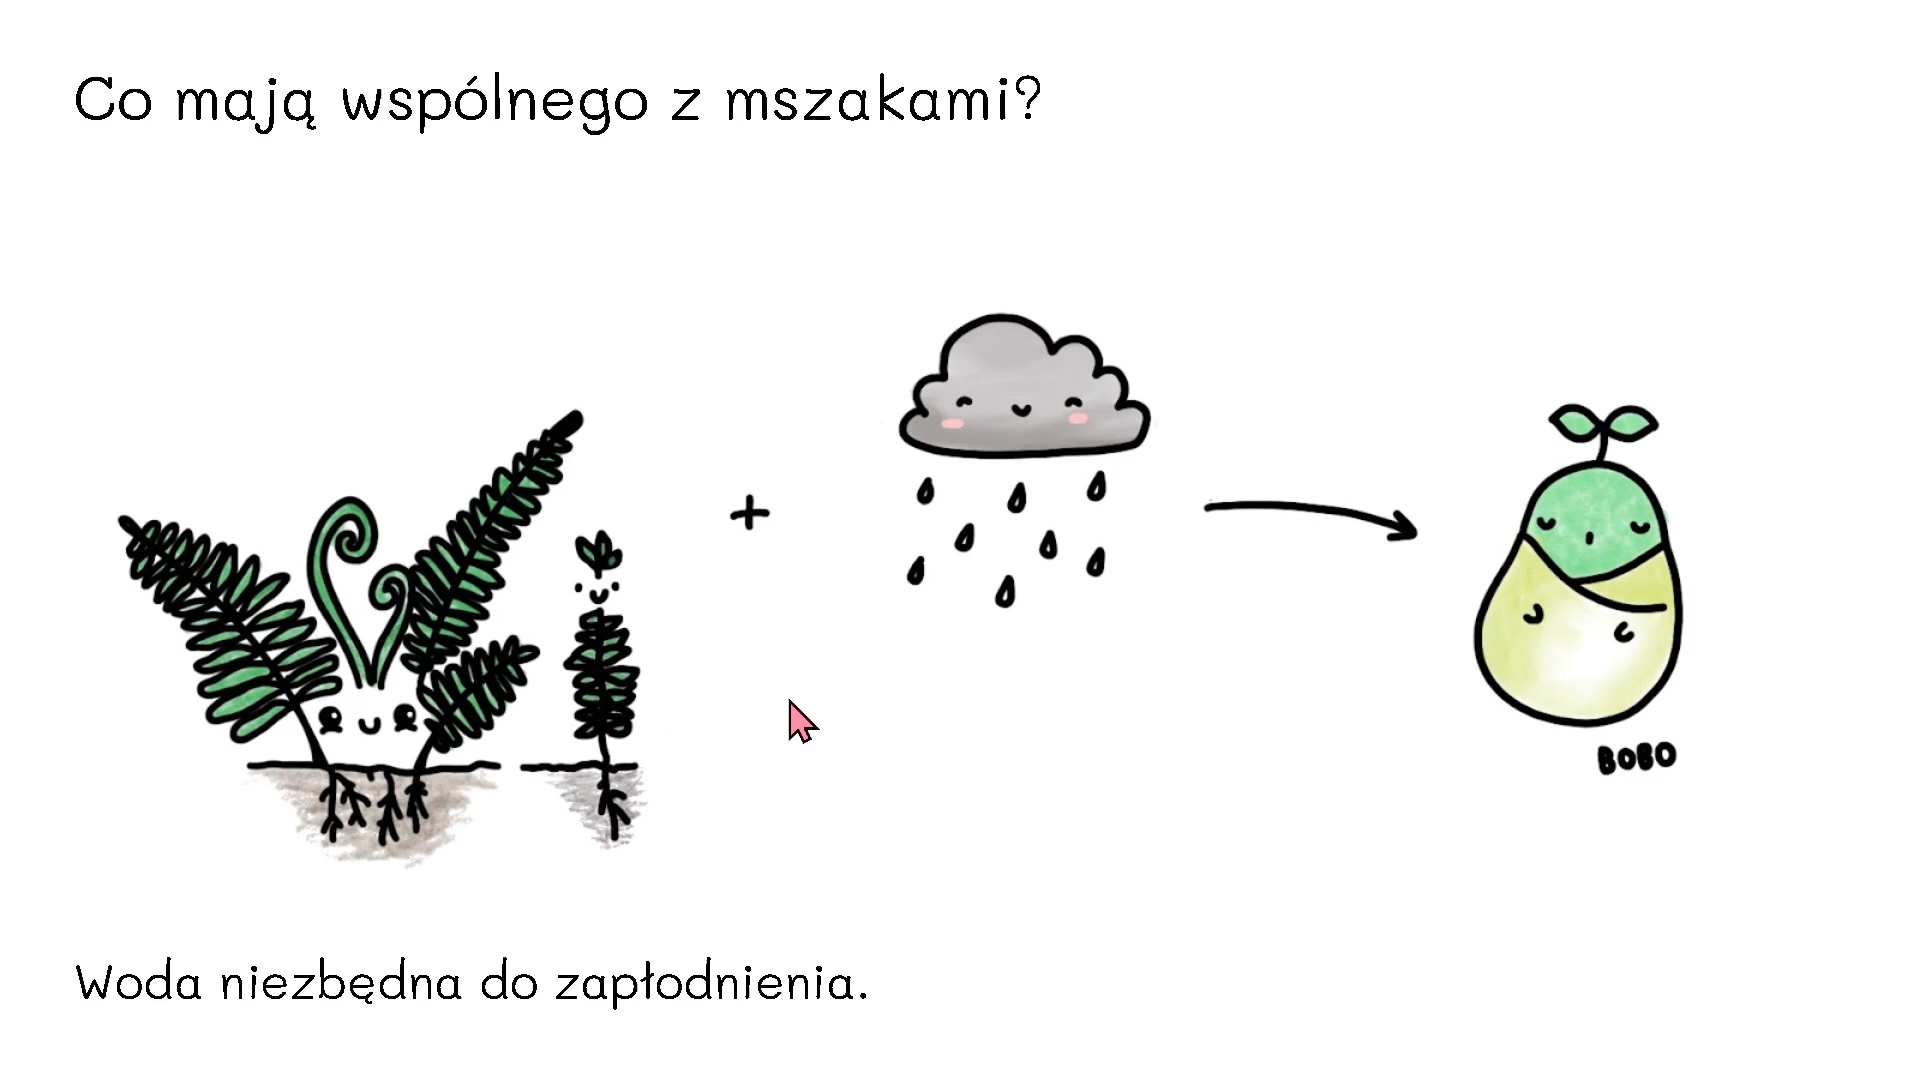 Co mają wspólnego z mszakami?
+
BOBO
Woda niezbędna do zapłodnienia.